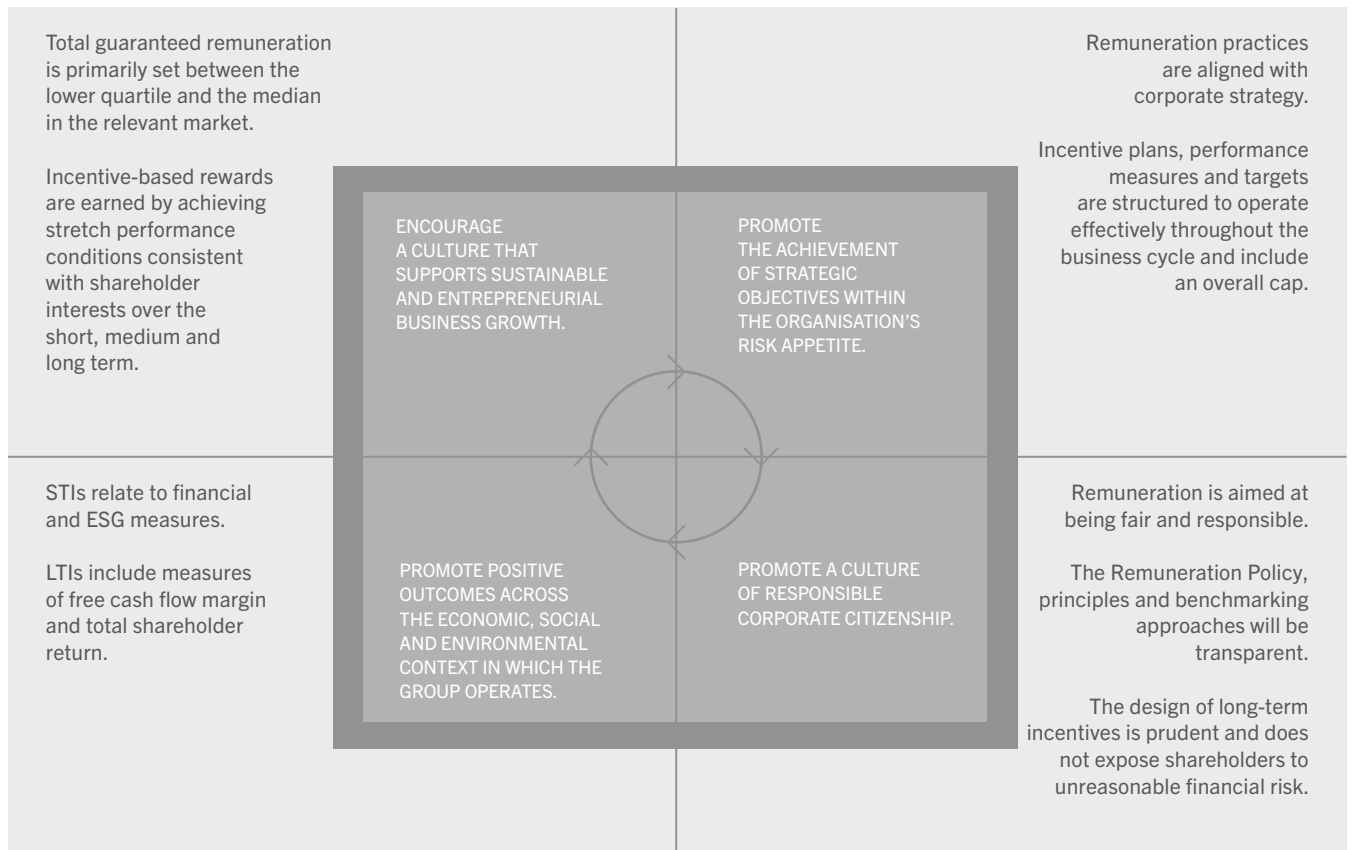 Total guaranteed remuneration
is primarily set between the
lower quartile and the median
in the relevant market.
Incentive-based rewards
are earned by achieving
stretch performance
conditions consistent
with shareholder
interests over the
short, medium and
long term.
ENCOURAGE
A CULTURE THAT
SUPPORTS SUSTAINABLE
AND ENTREPRENEURIAL
BUSINESS GROWTH.
PROMOTE
THE ACHIEVEMENT
OF STRATEGIC
OBJECTIVES WITHIN
THE ORGANISATION’S
RISK APPETITE.
Remuneration practices
are aligned with
corporate strategy.
Incentive plans, performance
measures and targets
are structured to operate
effectively throughout the
business cycle and include
an overall cap.
STIs relate to financial
and ESG measures.
LTIs include measures
of free cash flow margin
and total shareholder
return.
PROMOTE POSITIVE
OUTCOMES ACROSS
THE ECONOMIC, SOCIAL
AND ENVIRONMENTAL
CONTEXT IN WHICH THE
GROUP OPERATES.
PROMOTE A CULTURE
OF RESPONSIBLE
CORPORATE CITIZENSHIP.
Remuneration is aimed at
being fair and responsible.
The Remuneration Policy,
principles and benchmarking
approaches will be
transparent.
The design of long-term
incentives is prudent and does
not expose shareholders to
unreasonable financial risk.